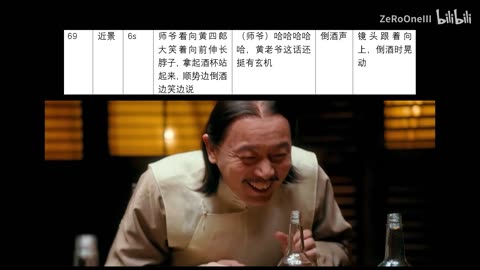 ZeRoOneIII bilibili
69
近景
6s
师爷看向黄四郎
大笑着向前伸长
脖子，拿起酒杯站
起来，顺势边倒酒
边笑边说
（师爷）哈哈哈哈
哈，黄老爷这话还
挺有玄机
倒酒声
镜头跟着向
上，倒酒时晃
动